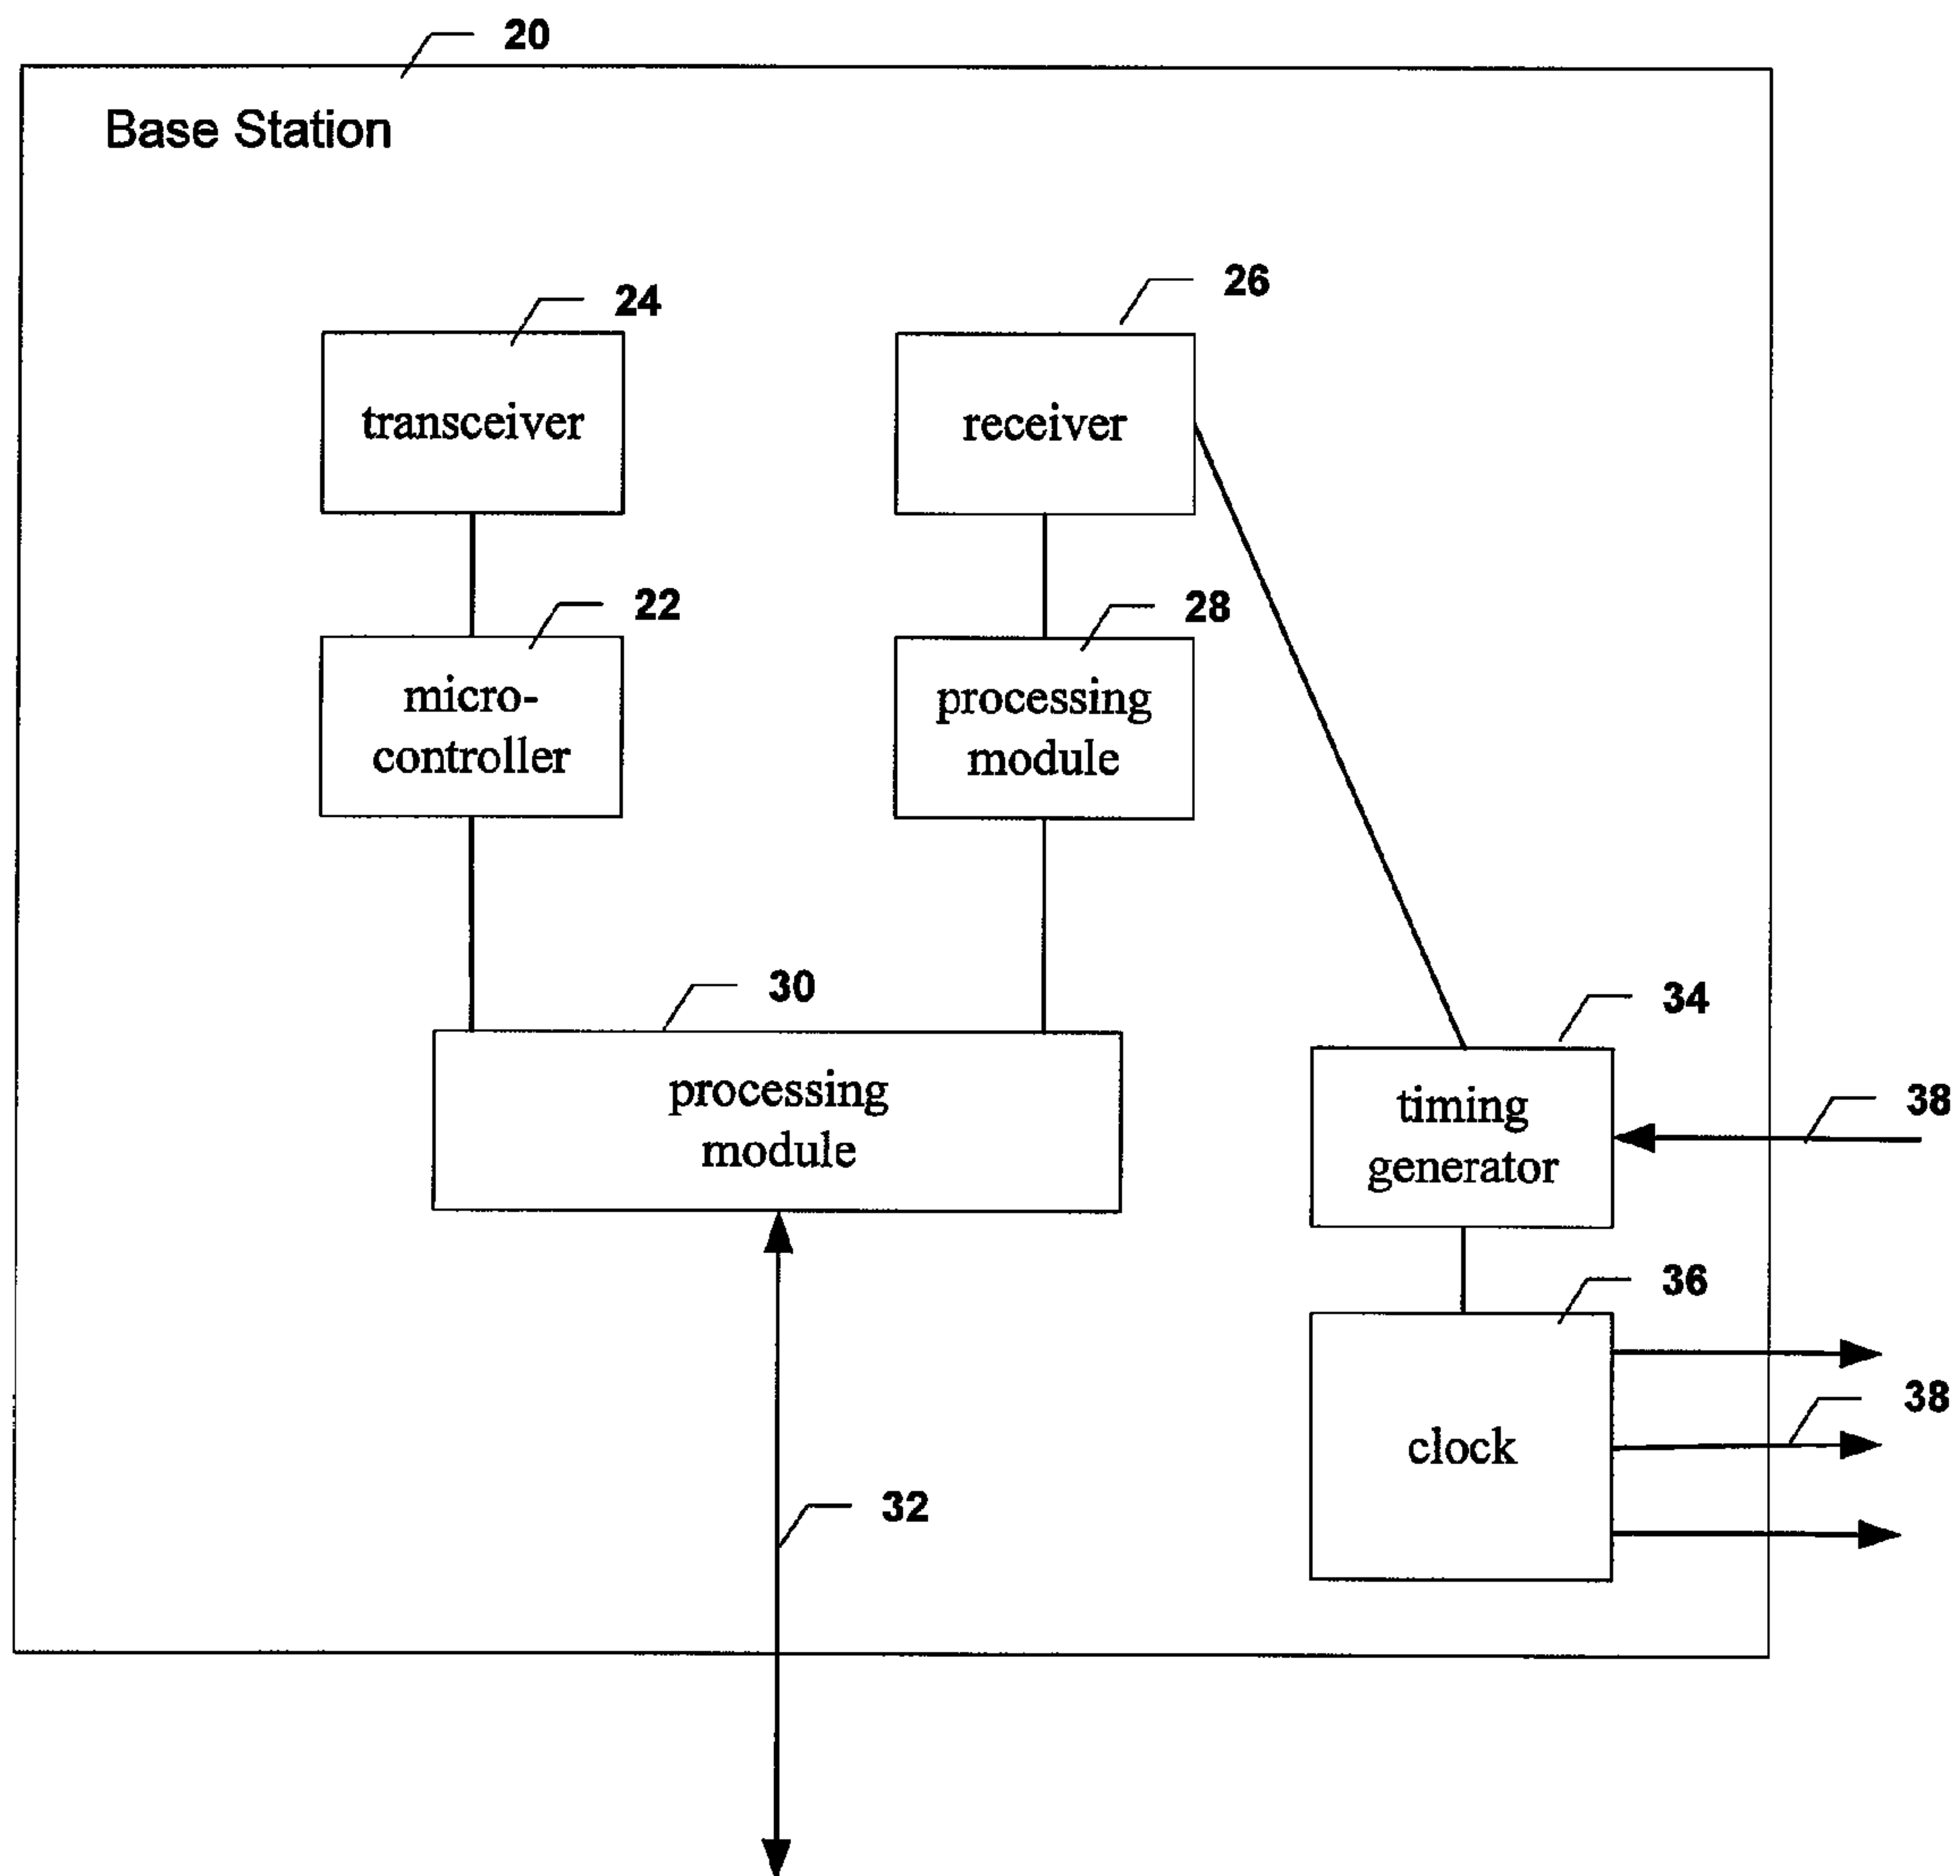 20
Base Station
24
26
transceiver
receiver
22
28
micro-
controller
processing
module
30
34
processing
module
timing
generator
38
36
clock
38
32